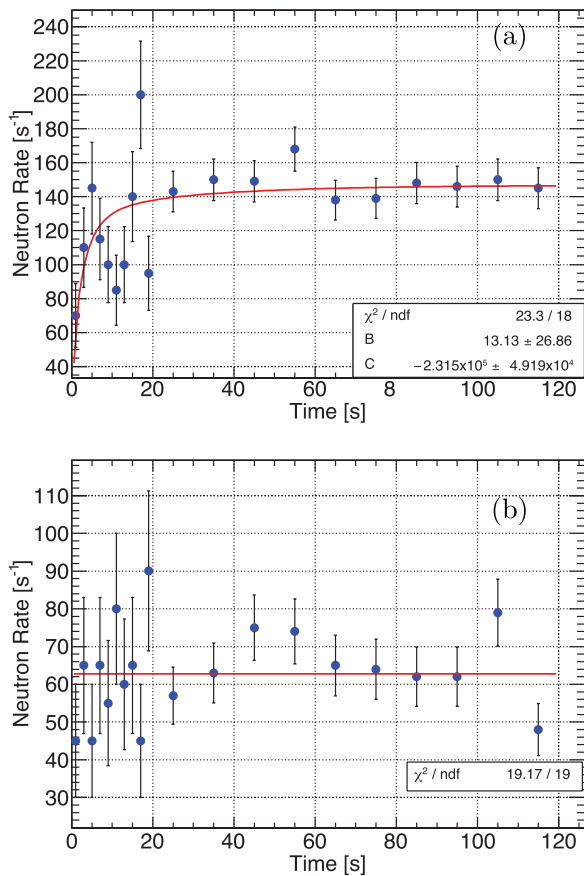 (a)
Neutron Rate [s⁻¹]
240
220
200
180
160
140
120
100
80
60
40
χ² / ndf 23.3 / 18
B 13.13 ± 26.86
C −2.315x10⁵ ± 4.919x10⁴
0 20 40 60 80 100 120
Time [s]
(b)
Neutron Rate [s⁻¹]
110
100
90
80
70
60
50
40
30
χ² / ndf 19.17 / 19
0 20 40 60 80 100 120
Time [s]